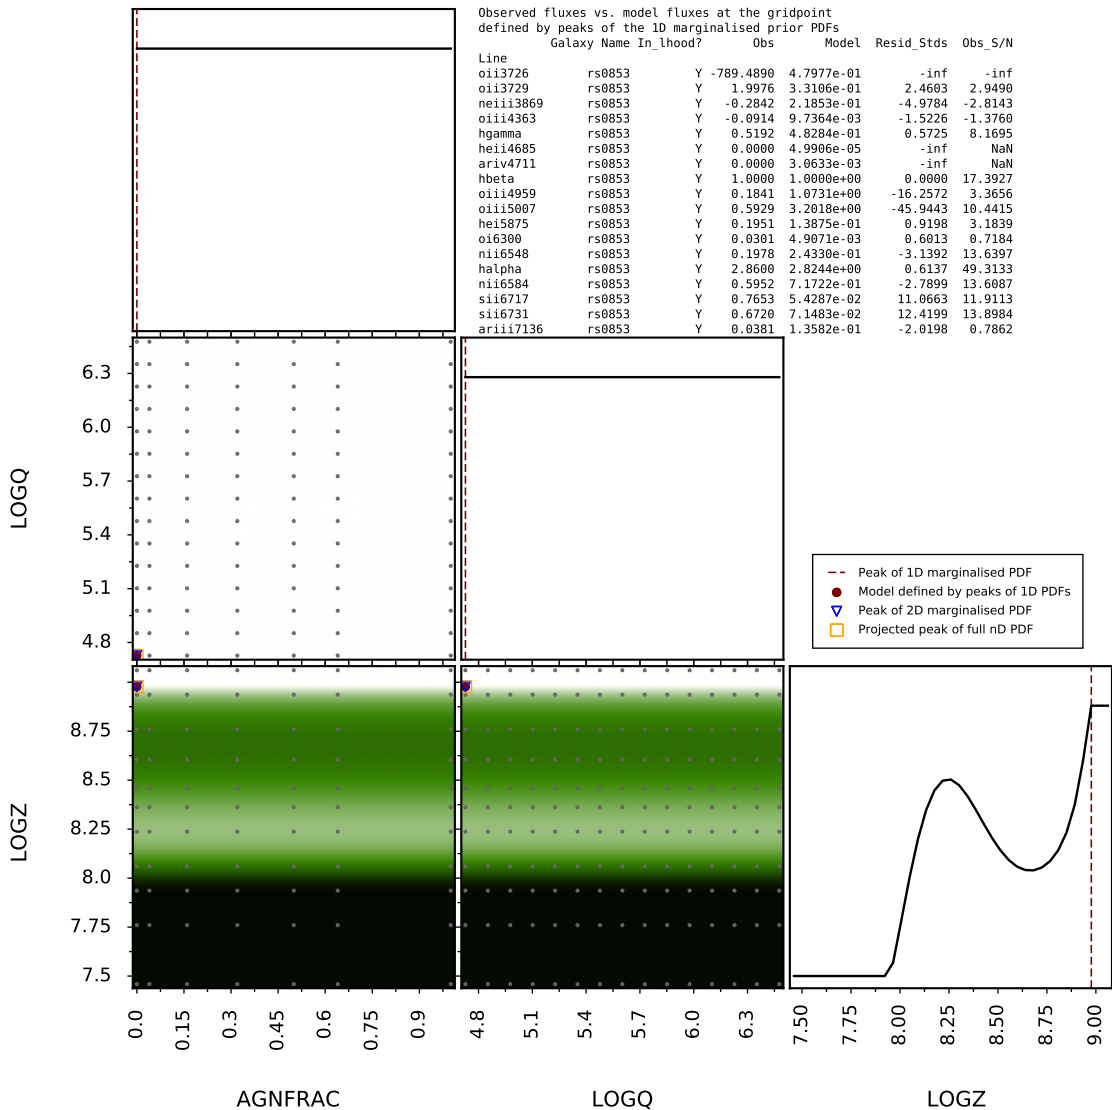 Observed fluxes vs. model fluxes at the gridpoint
defined by peaks of the 1D marginalised prior PDFs
Galaxy Name In_lhood? Obs Model Resid_Stds Obs_S/N
Line
oii3726 rs0853 Y -789.4890 4.7977e-01 -inf -inf
oii3729 rs0853 Y 1.9976 3.3106e-01 2.4603 2.9490
neiii3869 rs0853 Y -0.2842 2.1853e-01 -4.9784 -2.8143
oiii4363 rs0853 Y -0.0914 9.7364e-03 -1.5226 -1.3760
hgamma rs0853 Y 0.5192 4.8284e-01 0.5725 8.1695
heii4685 rs0853 Y 0.0000 4.9906e-05 -inf NaN
ariv4711 rs0853 Y 0.0000 3.0633e-03 -inf NaN
hbeta rs0853 Y 1.0000 1.0000e+00 0.0000 17.3927
oiii4959 rs0853 Y 0.1841 1.0731e+00 -16.2572 3.3656
oiii5007 rs0853 Y 0.5929 3.2018e+00 -45.9443 10.4415
hei5875 rs0853 Y 0.1951 1.3875e-01 0.9198 3.1839
oi6300 rs0853 Y 0.0301 4.9071e-03 0.6013 0.7184
nii6548 rs0853 Y 0.1978 2.4330e-01 -3.1392 13.6397
halpha rs0853 Y 2.8600 2.8244e+00 0.6137 49.3133
nii6584 rs0853 Y 0.5952 7.1722e-01 -2.7899 13.6087
sii6717 rs0853 Y 0.7653 5.4287e-02 11.0663 11.9113
sii6731 rs0853 Y 0.6720 7.1483e-02 12.4199 13.8984
ariii7136 rs0853 Y 0.0381 1.3582e-01 -2.0198 0.7862
6.3
6.0
5.7
5.4
5.1
4.8
LOGQ
Peak of 1D marginalised PDF
Model defined by peaks of 1D PDFs
Peak of 2D marginalised PDF
Projected peak of full nD PDF
8.75
8.5
8.25
8.0
7.75
7.5
LOGZ
0.0 0.15 0.3 0.45 0.6 0.75 0.9
4.8 5.1 5.4 5.7 6.0 6.3
7.50 7.75 8.00 8.25 8.50 8.75 9.00
AGNFRAC LOGQ LOGZ